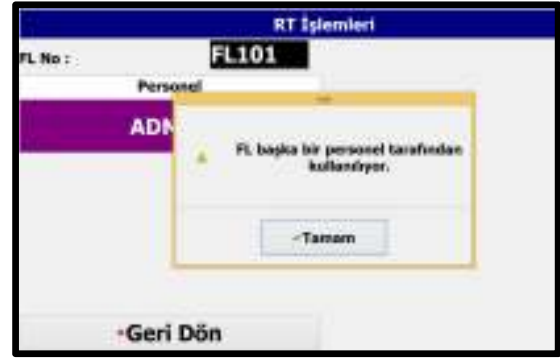 RT İşlemleri
FL No :
FL101
Personel
ADN
FL başka bir personel tarafından
kullanılıyor.
Tamam
Geri Dön